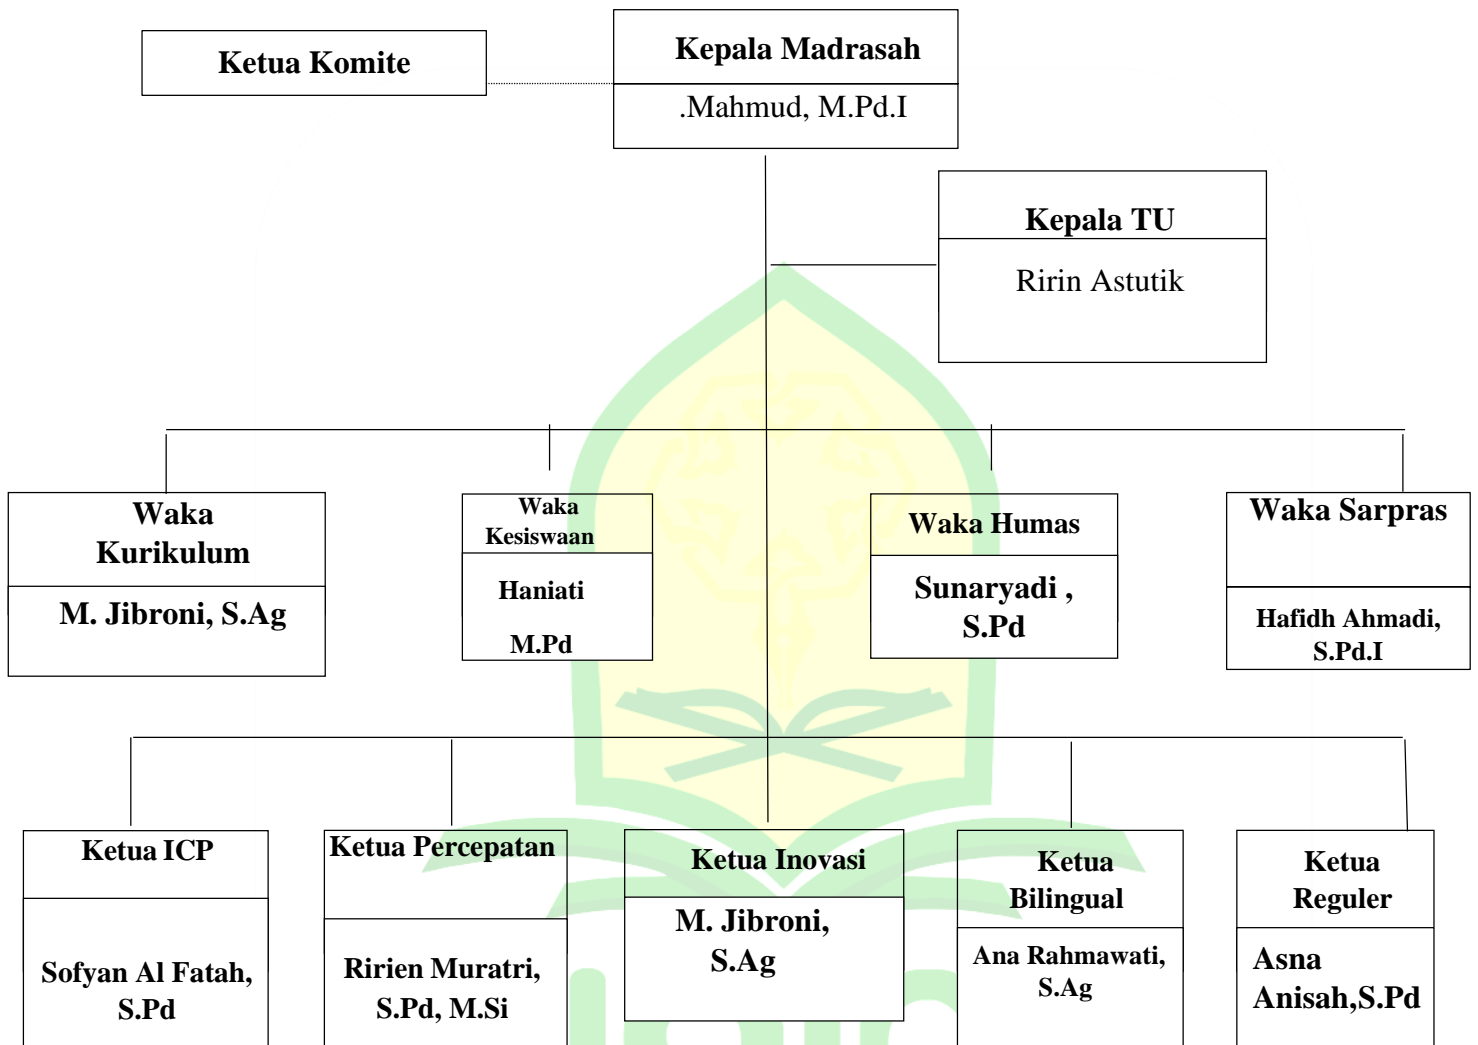 Ketua Komite
Kepala Madrasah
.Mahmud, M.Pd.I
Kepala TU
Ririn Astutik
Waka
Kurikulum
M. Jibroni, S.Ag
Waka
Kesiswaan
Haniati
M.Pd
Waka Humas
Sunaryadi ,
S.Pd
Waka Sarpras
Hafidh Ahmadi,
S.Pd.I
Ketua ICP
Sofyan Al Fatah,
S.Pd
Ketua Percepatan
Ririen Muratri,
S.Pd, M.Si
Ketua Inovasi
M. Jibroni,
S.Ag
Ketua
Bilingual
Ana Rahmawati,
S.Ag
Ketua
Reguler
Asna
Anisah,S.Pd